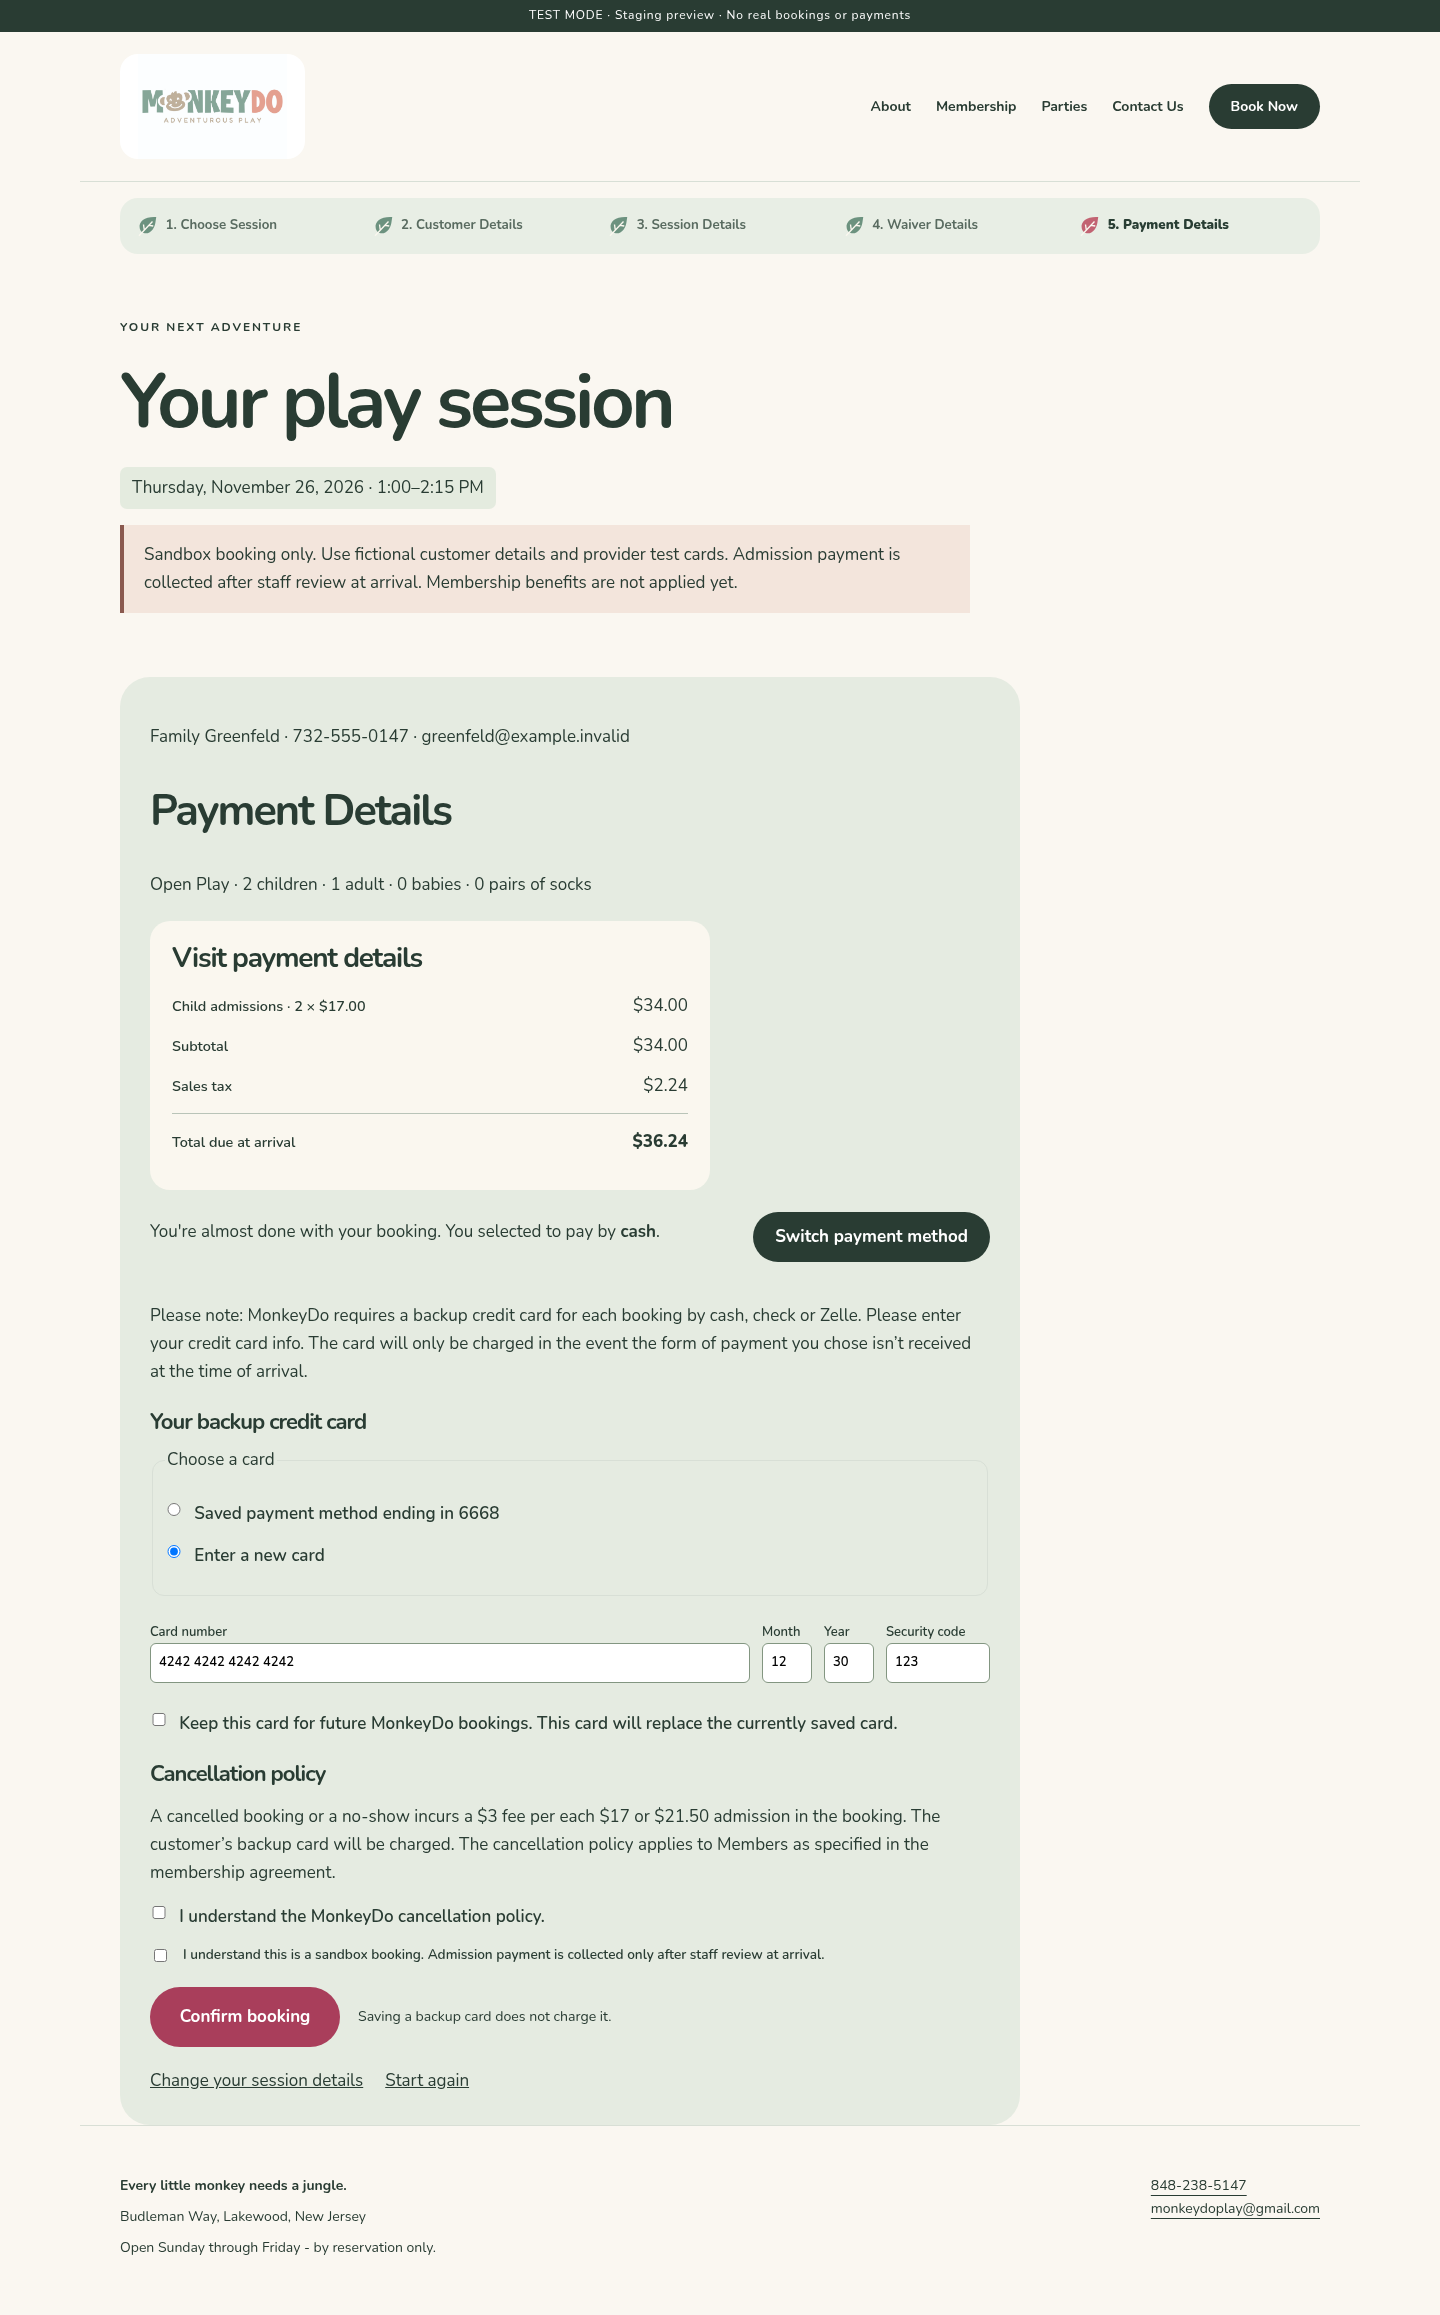 TEST MODE · Staging preview · No real bookings or payments
MONKEYDO
ADVENTUROUS PLAY
About
Membership
Parties
Contact Us
Book Now
1. Choose Session
2. Customer Details
3. Session Details
4. Waiver Details
5. Payment Details
YOUR NEXT ADVENTURE
Your play session
Thursday, November 26, 2026 · 1:00–2:15 PM
Sandbox booking only. Use fictional customer details and provider test cards. Admission payment is
collected after staff review at arrival. Membership benefits are not applied yet.
Family Greenfeld · 732-555-0147 · greenfeld@example.invalid
Payment Details
Open Play · 2 children · 1 adult · 0 babies · 0 pairs of socks
Visit payment details
Child admissions · 2 × $17.00 $34.00
Subtotal $34.00
Sales tax $2.24
Total due at arrival $36.24
You're almost done with your booking. You selected to pay by cash.
Switch payment method
Please note: MonkeyDo requires a backup credit card for each booking by cash, check or Zelle. Please enter
your credit card info. The card will only be charged in the event the form of payment you chose isn’t received
at the time of arrival.
Your backup credit card
Choose a card
Saved payment method ending in 6668
Enter a new card
Card number Month Year Security code
4242 4242 4242 4242 12 30 123
Keep this card for future MonkeyDo bookings. This card will replace the currently saved card.
Cancellation policy
A cancelled booking or a no-show incurs a $3 fee per each $17 or $21.50 admission in the booking. The
customer’s backup card will be charged. The cancellation policy applies to Members as specified in the
membership agreement.
I understand the MonkeyDo cancellation policy.
I understand this is a sandbox booking. Admission payment is collected only after staff review at arrival.
Confirm booking
Saving a backup card does not charge it.
Change your session details
Start again
Every little monkey needs a jungle.
Budleman Way, Lakewood, New Jersey
Open Sunday through Friday - by reservation only.
848-238-5147
monkeydoplay@gmail.com